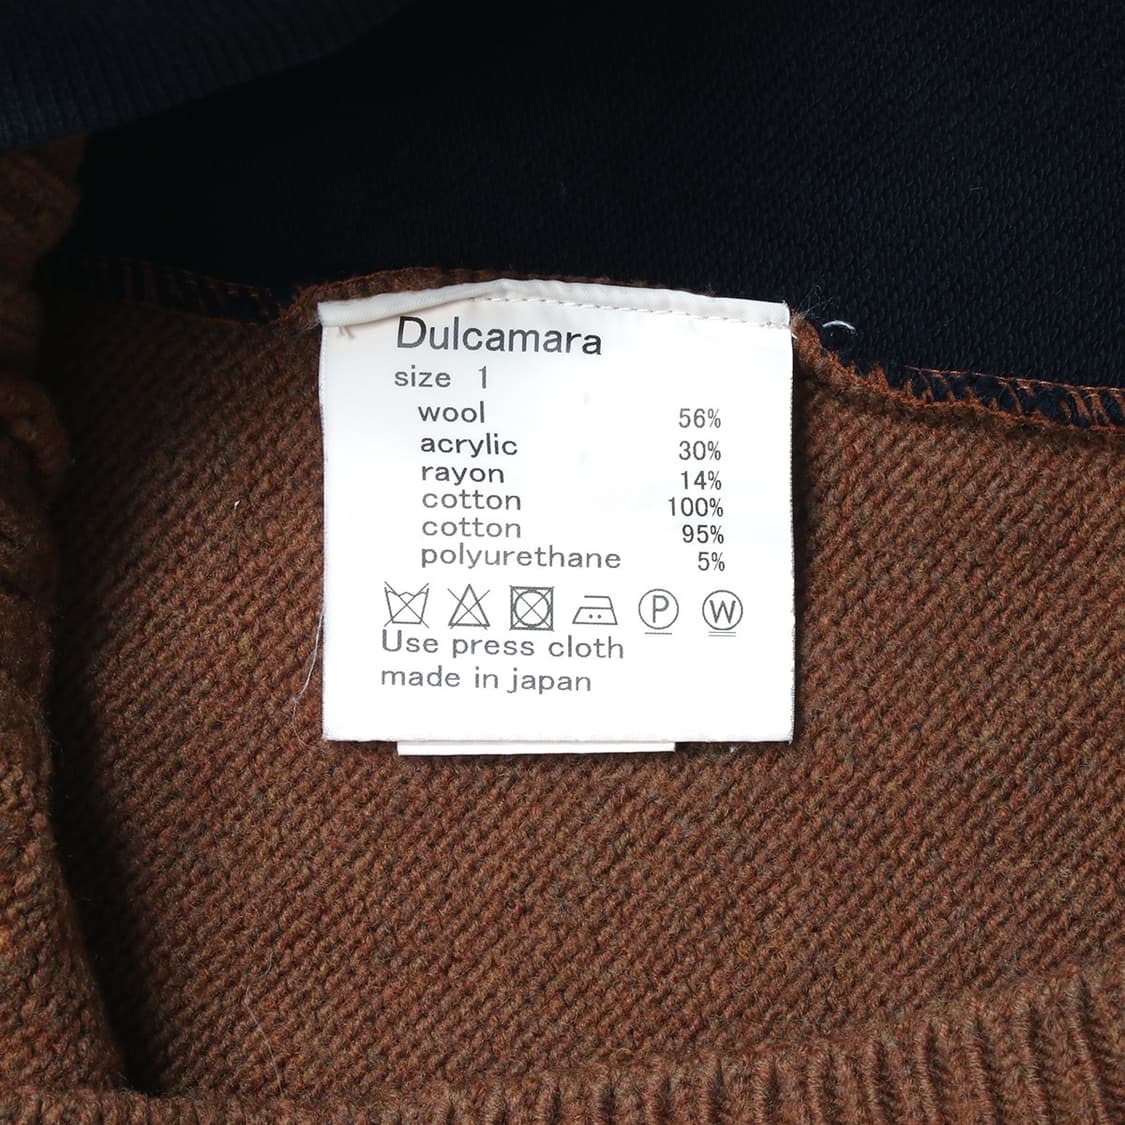 Dulcamara
size 1
wool 56%
acrylic 30%
rayon 14%
cotton 100%
cotton 95%
polyurethane 5%
P W
Use press cloth
made in japan